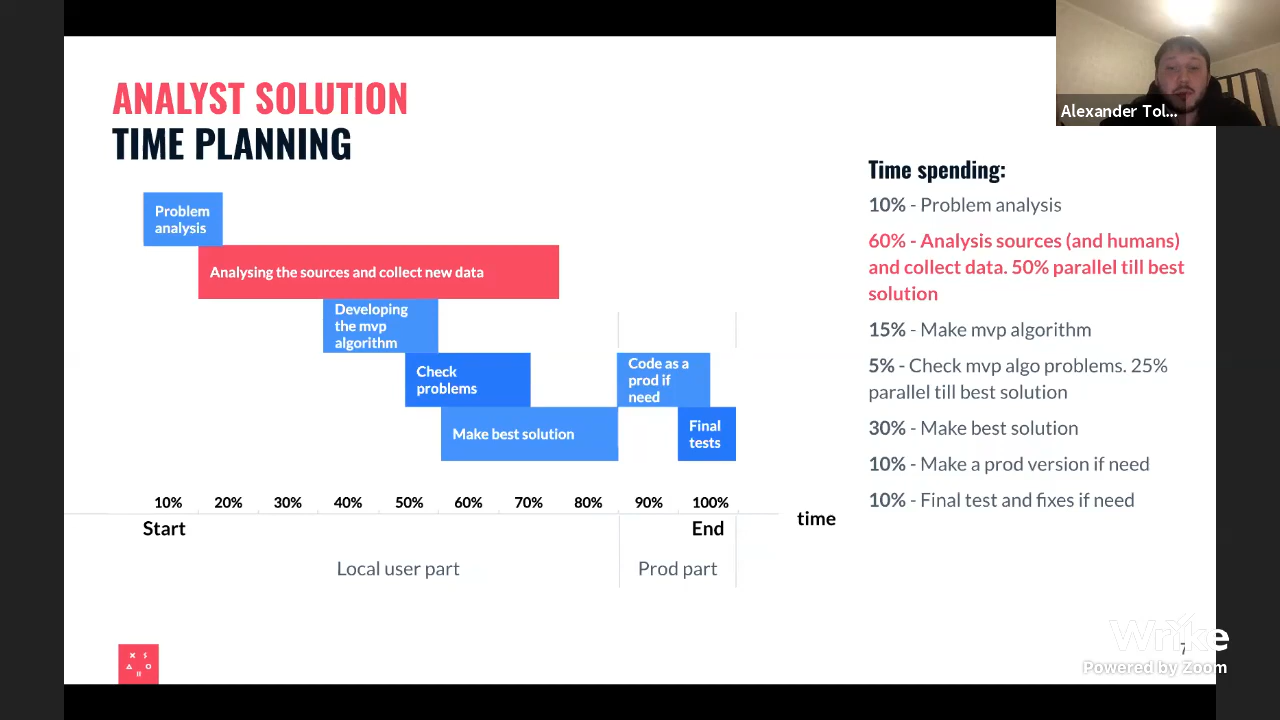 ANALYST SOLUTION
TIME PLANNING
Alexander Tol...
Problem
analysis
Analysing the sources and collect new data
Developing
the mvp
algorithm
Check
problems
Code as a
prod if
need
Make best solution
Final
tests
10% 20% 30% 40% 50% 60% 70% 80% 90% 100%
Start
End
time
Local user part
Prod part
Time spending:
10% - Problem analysis
60% - Analysis sources (and humans)
and collect data. 50% parallel till best
solution
15% - Make mvp algorithm
5% - Check mvp algo problems. 25%
parallel till best solution
30% - Make best solution
10% - Make a prod version if need
10% - Final test and fixes if need
X 5
Δ O
II
7
Wrike
Powered by Zoom